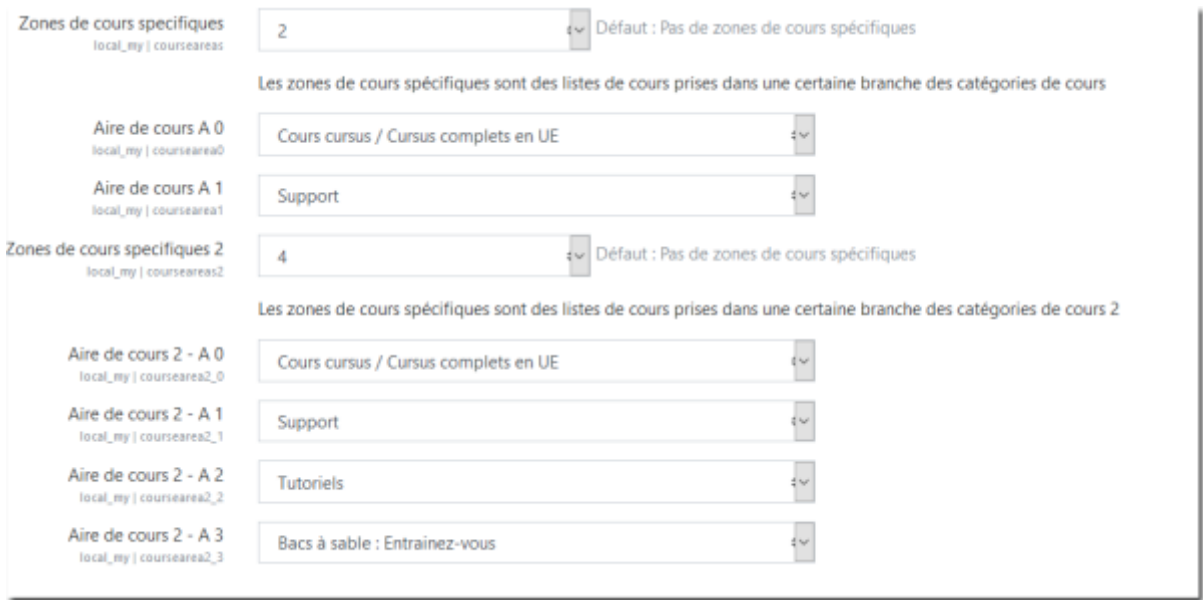 Zones de cours specifiques
local_my | courseareas
2
Défaut : Pas de zones de cours spécifiques
Les zones de cours spécifiques sont des listes de cours prises dans une certaine branche des catégories de cours
Aire de cours A 0
local_my | coursearea0
Cours cursus / Cursus complets en UE
Aire de cours A 1
local_my | coursearea1
Support
Zones de cours specifiques 2
local_my | courseareas2
4
Défaut : Pas de zones de cours spécifiques
Les zones de cours spécifiques sont des listes de cours prises dans une certaine branche des catégories de cours 2
Aire de cours 2 - A 0
local_my | coursearea2_0
Cours cursus / Cursus complets en UE
Aire de cours 2 - A 1
local_my | coursearea2_1
Support
Aire de cours 2 - A 2
local_my | coursearea2_2
Tutoriels
Aire de cours 2 - A 3
local_my | coursearea2_3
Bacs à sable : Entrainez-vous